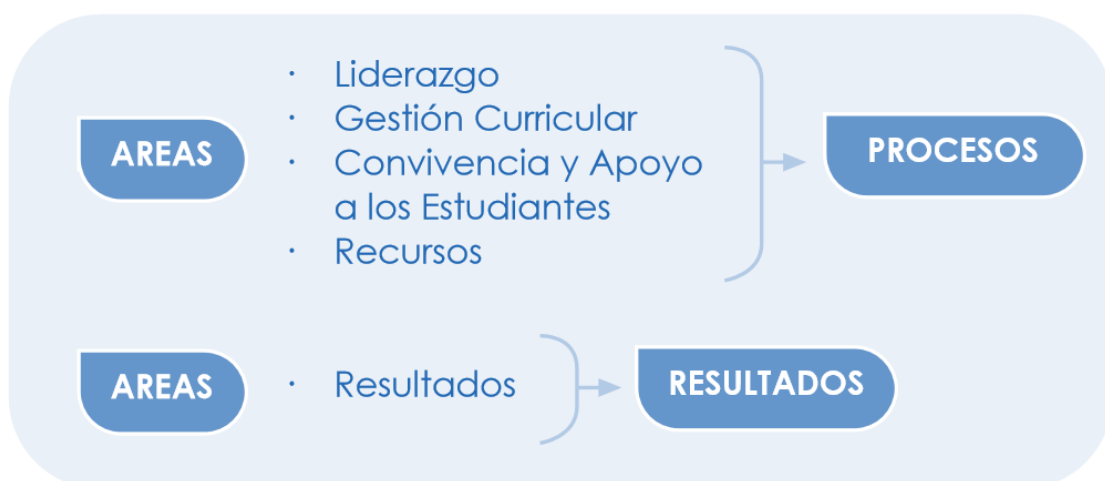 AREAS
· Liderazgo
· Gestión Curricular
· Convivencia y Apoyo
a los Estudiantes
· Recursos
PROCESOS
AREAS
· Resultados
RESULTADOS